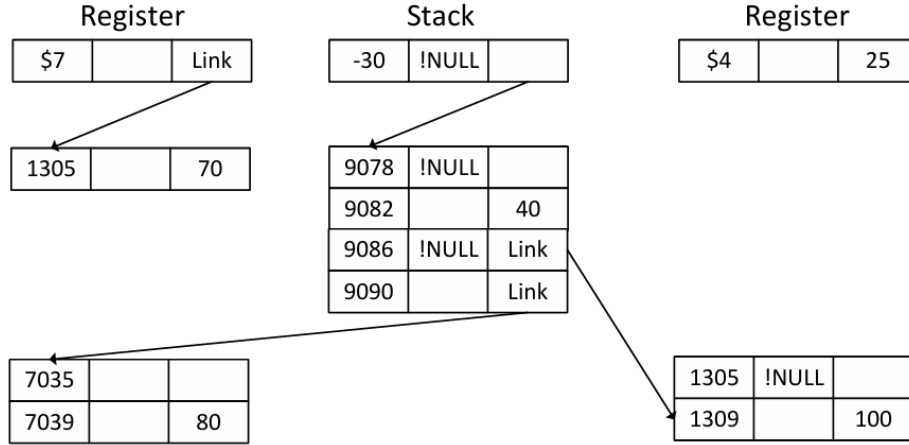 Register Stack Register
$7 Link -30 !NULL $4 25
1305 70 9078 !NULL
9082 40
9086 !NULL Link
9090 Link
7035 1305 !NULL
7039 80 1309 100